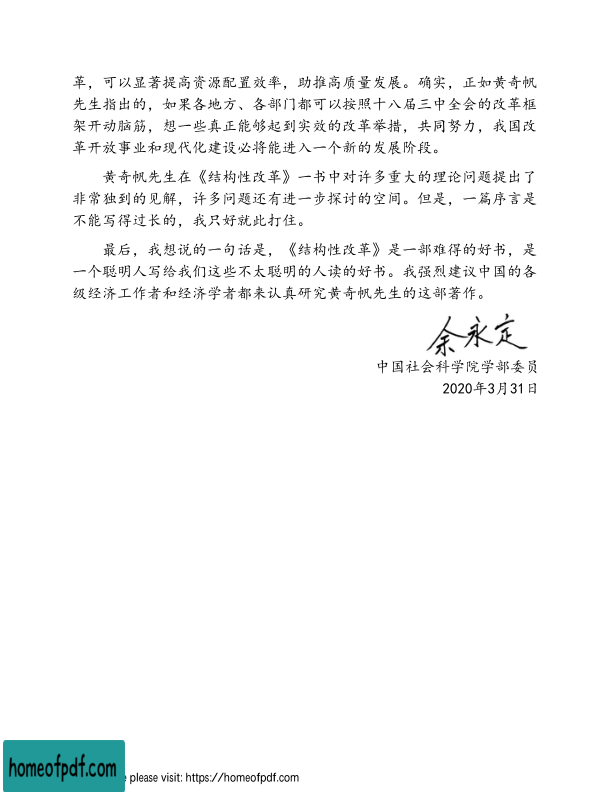 革，可以显著提高资源配置效率，助推高质量发展。确实，正如黄奇帆
先生指出的，如果各地方、各部门都可以按照十八届三中全会的改革框
架开动脑筋，想一些真正能够起到实效的改革举措，共同努力，我国改
革开放事业和现代化建设必将能进入一个新的发展阶段。
黄奇帆先生在《结构性改革》一书中对许多重大的理论问题提出了
非常独到的见解，许多问题还有进一步探讨的空间。但是，一篇序言是
不能写得过长的，我只好就此打住。
最后，我想说的一句话是，《结构性改革》是一部难得的好书，是
一个聪明人写给我们这些不太聪明的人读的好书。我强烈建议中国的各
级经济工作者和经济学者都来认真研究黄奇帆先生的这部著作。
余永定
中国社会科学院学部委员
2020年3月31日
homeofpdf.com
e please visit: https://homeofpdf.com